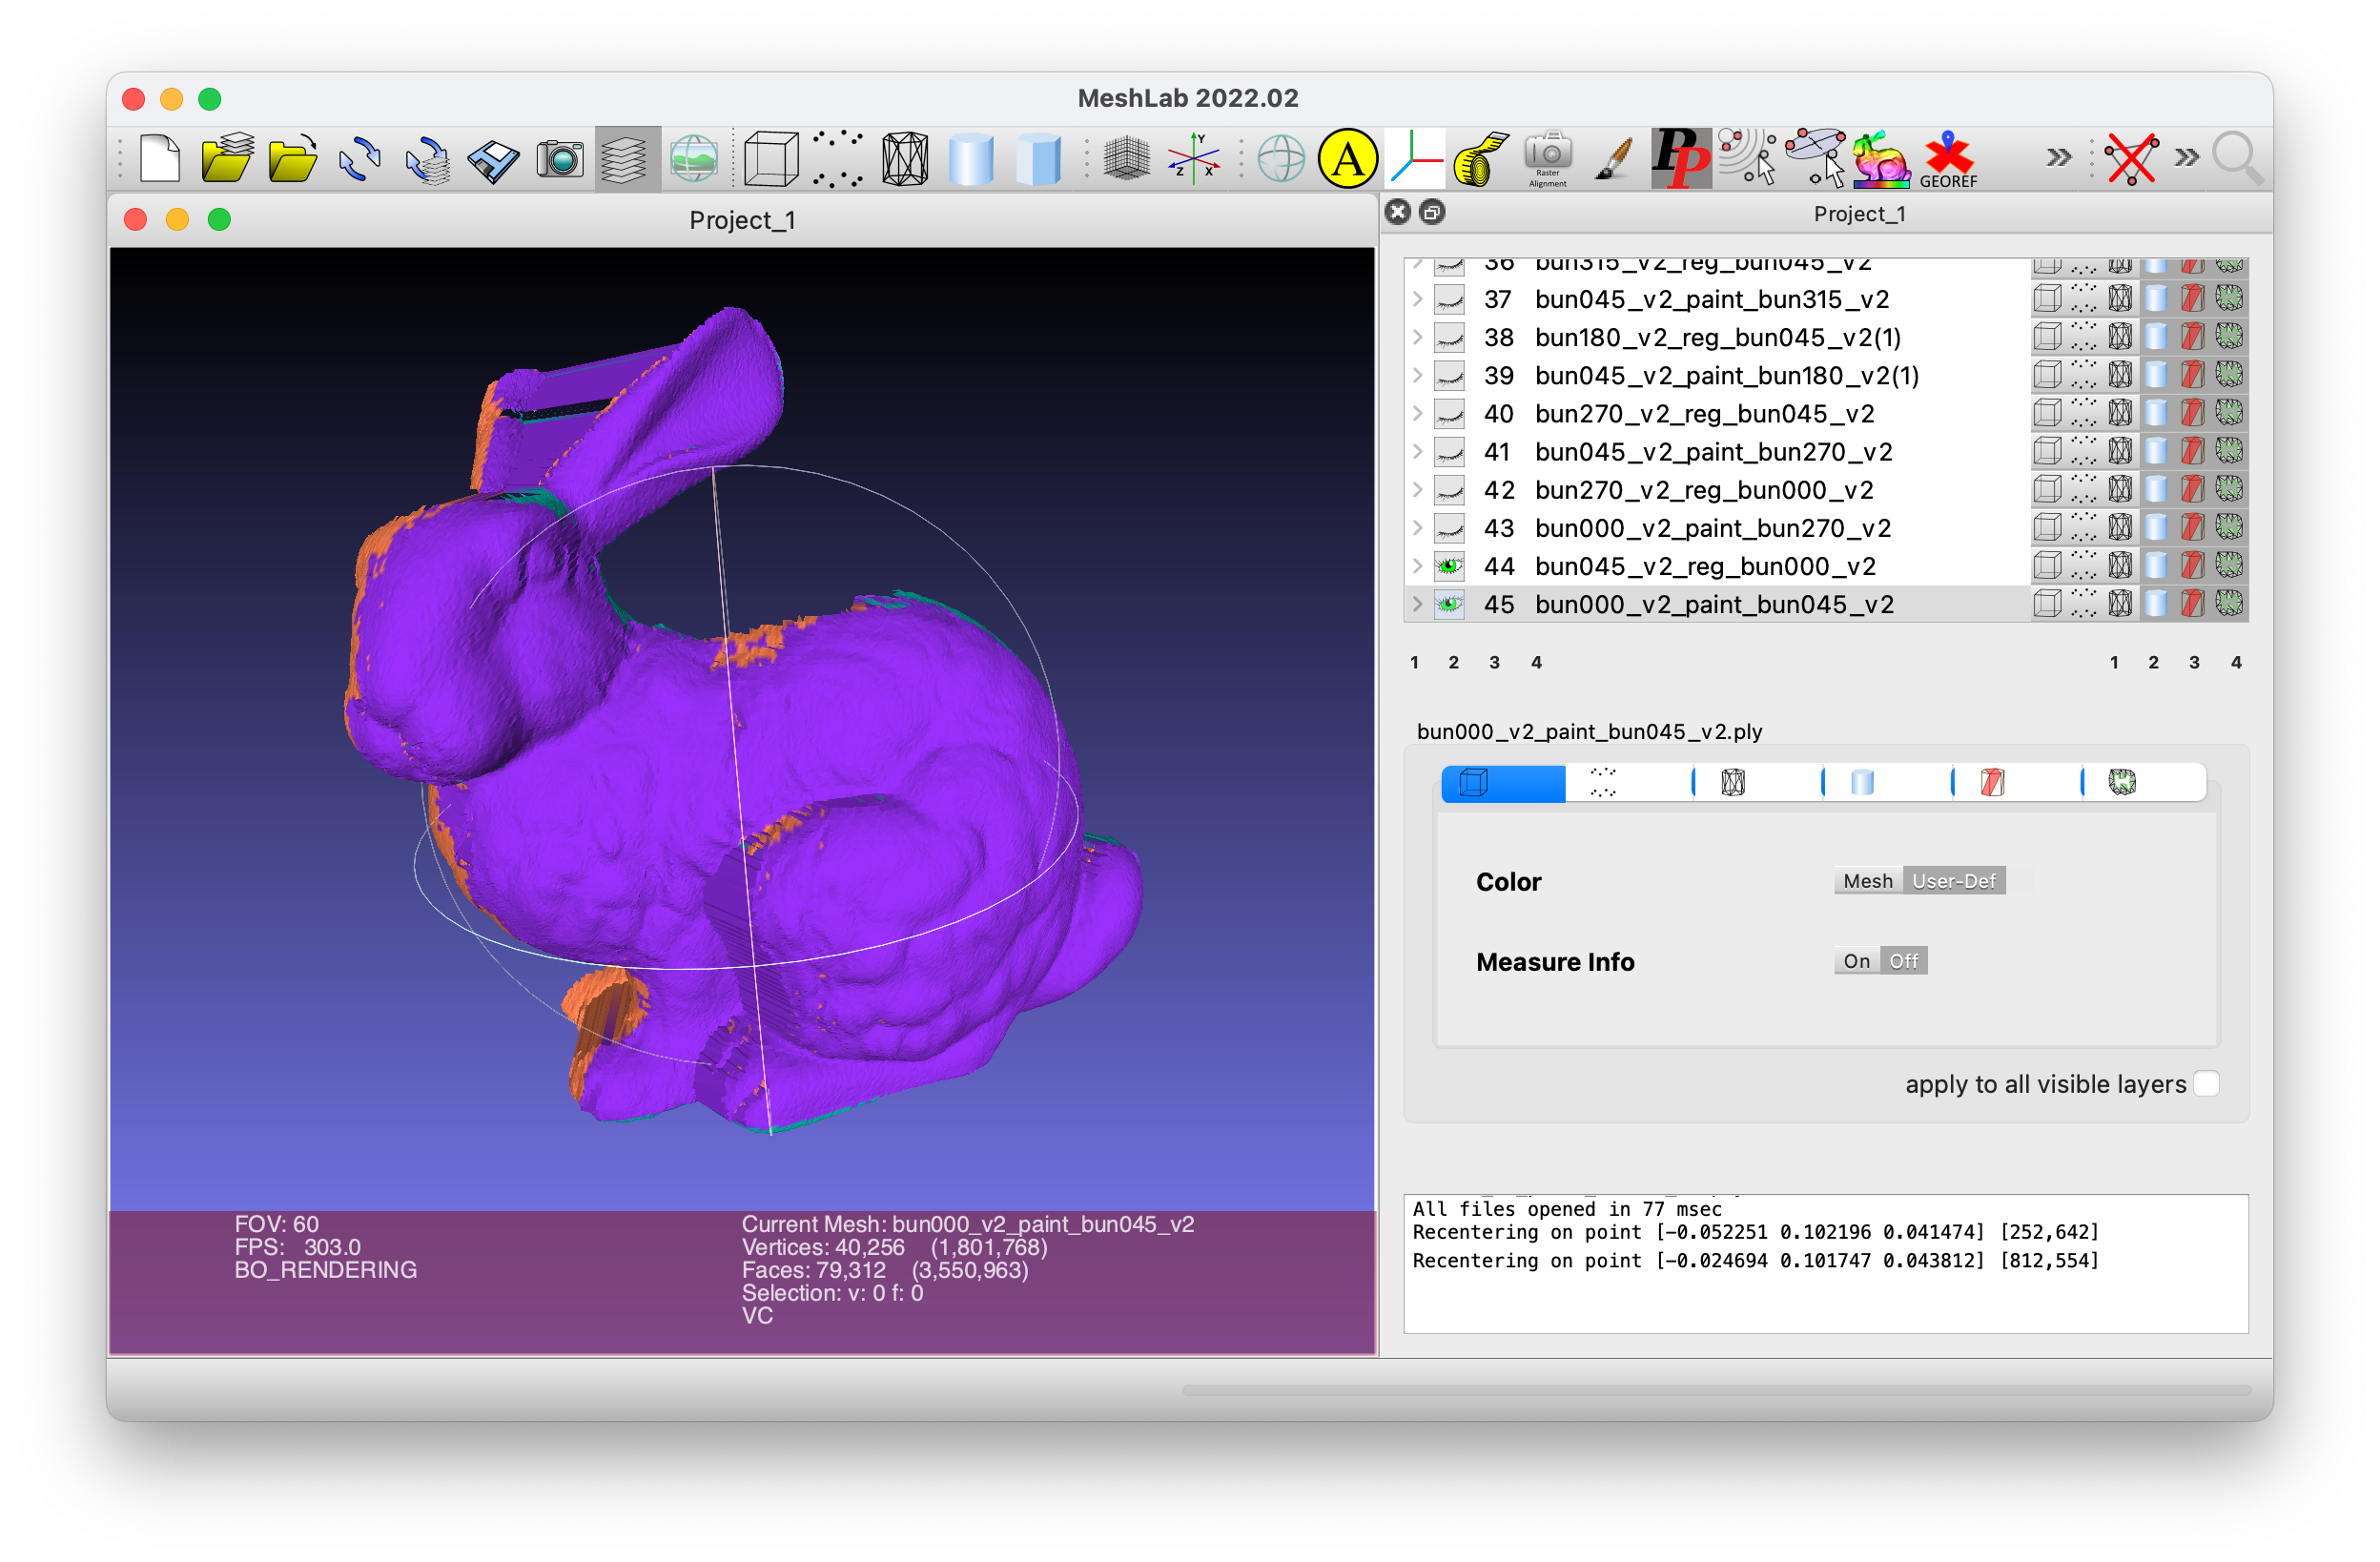 MeshLab 2022.02
A
Y
Z
X
Raster
Alignment
PP
GEOREF
Project_1
Project_1
36 bun315_v2_reg_bun045_v2
37 bun045_v2_paint_bun315_v2
38 bun180_v2_reg_bun045_v2(1)
39 bun045_v2_paint_bun180_v2(1)
40 bun270_v2_reg_bun045_v2
41 bun045_v2_paint_bun270_v2
42 bun270_v2_reg_bun000_v2
43 bun000_v2_paint_bun270_v2
44 bun045_v2_reg_bun000_v2
45 bun000_v2_paint_bun045_v2
1 2 3 4 1 2 3 4
bun000_v2_paint_bun045_v2.ply
Color Mesh User-Def
Measure Info On Off
apply to all visible layers
All files opened in 77 msec
Recentering on point [-0.052251 0.102196 0.041474] [252,642]
Recentering on point [-0.024694 0.101747 0.043812] [812,554]
FOV: 60
FPS: 303.0
BO_RENDERING
Current Mesh: bun000_v2_paint_bun045_v2
Vertices: 40,256 (1,801,768)
Faces: 79,312 (3,550,963)
Selection: v: 0 f: 0
VC